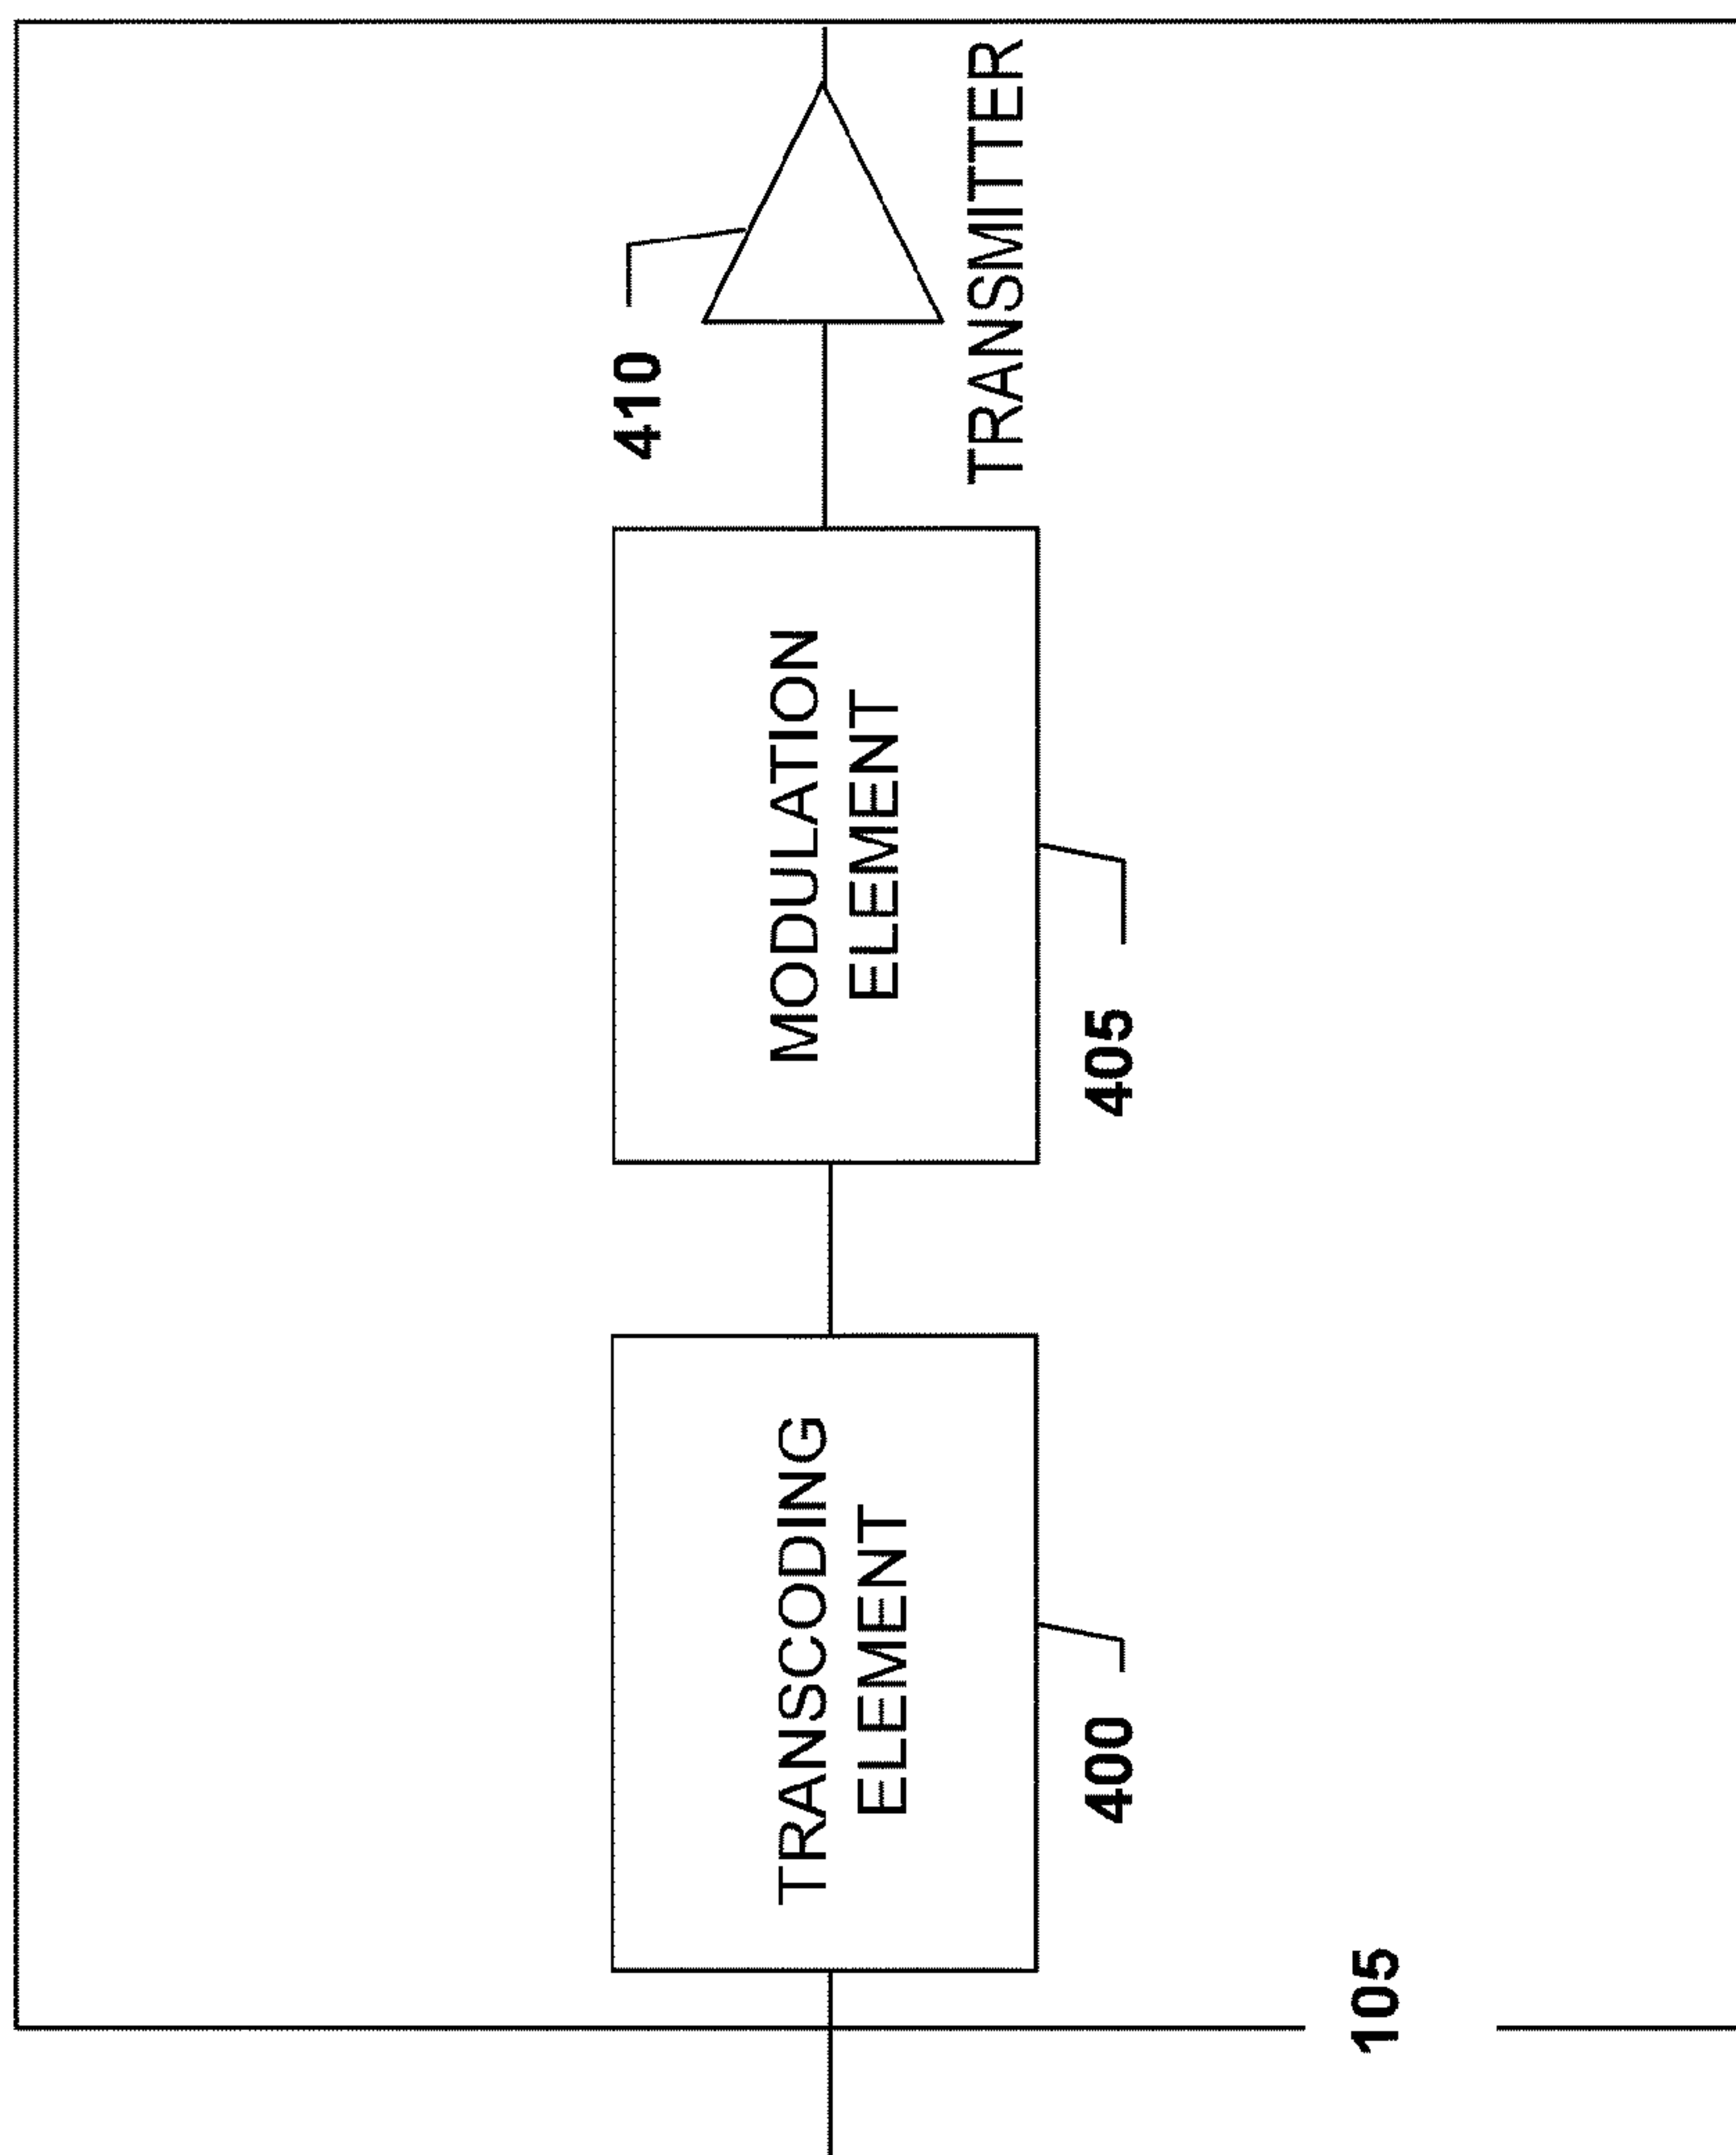 105
TRANSCODING
ELEMENT
400
MODULATION
ELEMENT
405
410
TRANSMITTER